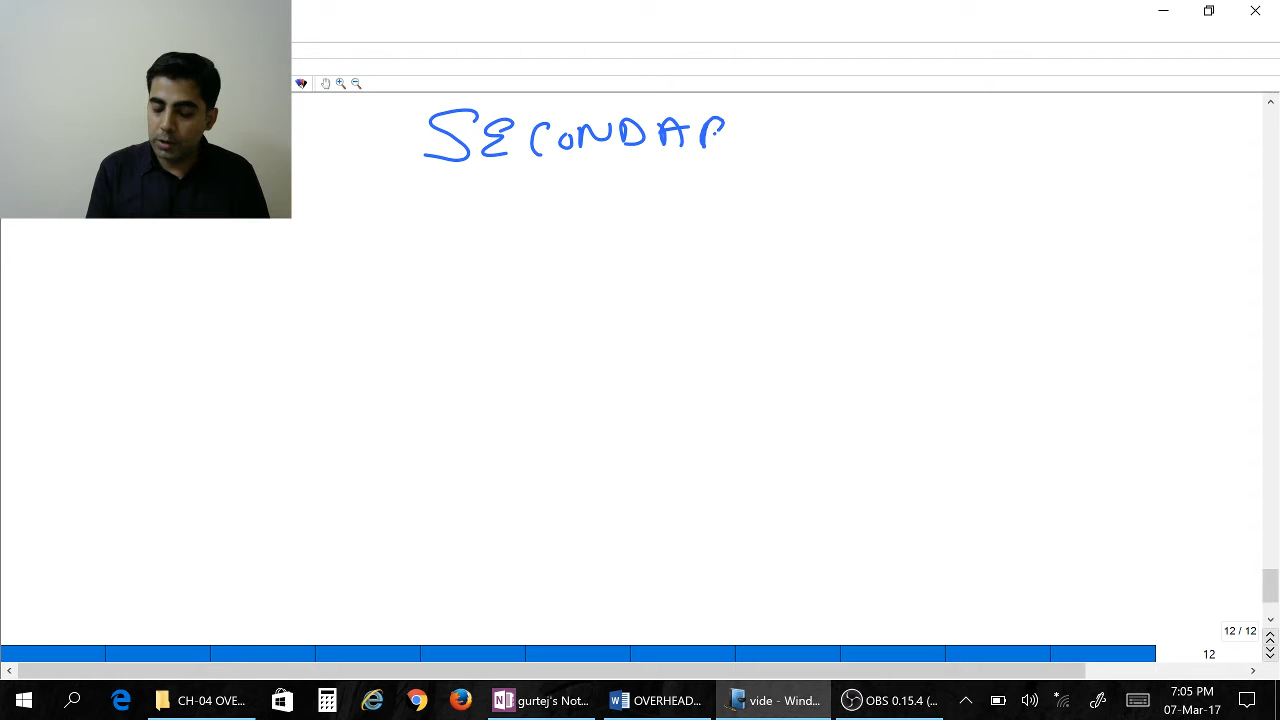 SECONDAP
12 / 12
12
CH-04 OVE...
gurtej's Not...
OVERHEAD...
vide - Wind...
OBS 0.15.4 (...
7:05 PM
07-Mar-17